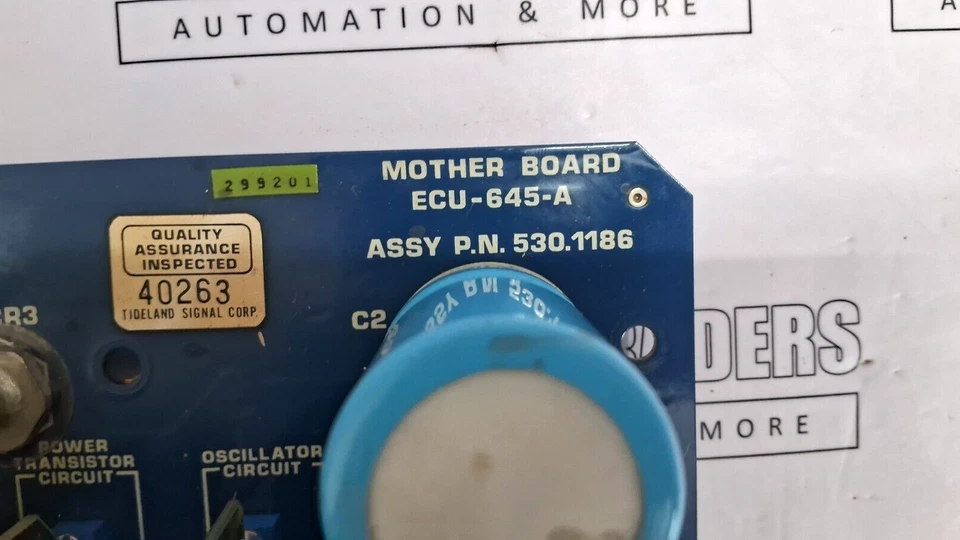 AUTOMATION & MORE
A
299201
MOTHER BOARD
ECU-645-A
ASSY P.N. 530.1186
QUALITY
ASSURANCE
INSPECTED
40263
TIDELAND SIGNAL CORP.
CR3
C2
DERS
MORE
POWER
TRANSISTOR
CIRCUIT
OSCILLATOR
CIRCUIT